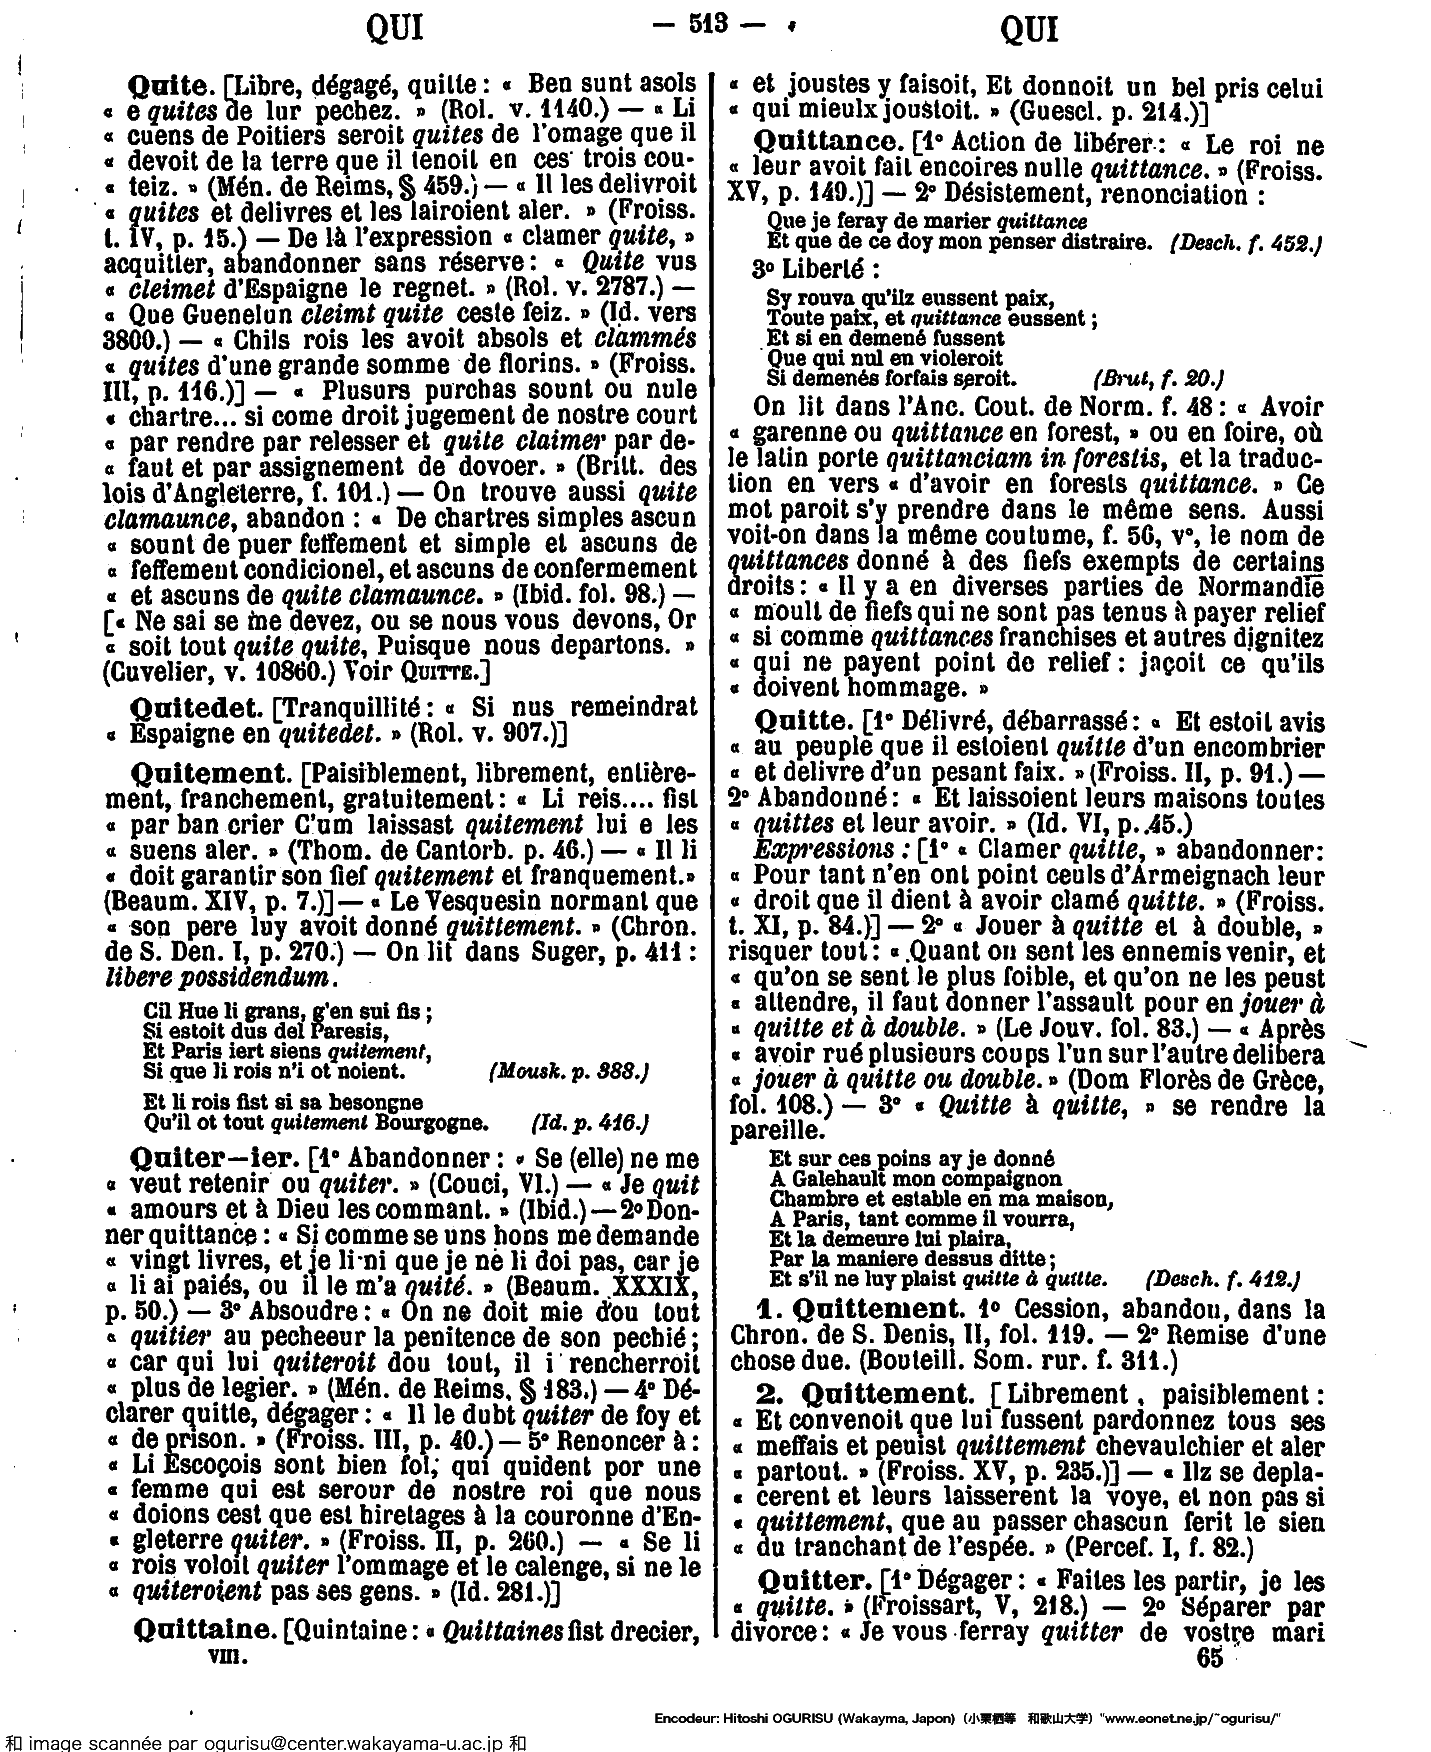 QUI
— 513 —
QUI
Quite. [Libre, dégagé, quitte : « Ben sunt asols
« e quites de lur pechez. » (Rol. v. 1140.) — « Li
« cuens de Poitiers seroit quites de l'omage que il
« devoit de la terre que il tenoit en ces trois cou-
« teiz. » (Mén. de Reims, § 459.) — « Il les delivroit
« quites et delivres et les lairoient aler. » (Froiss.
t. IV, p. 15.) — De là l'expression « clamer quite, »
acquitter, abandonner sans réserve : « Quite vus
« cleimet d'Espaigne le regnet. » (Rol. v. 2787.) —
« Que Guenelun cleimt quite ceste feiz. » (Id. vers
3800.) — « Chils rois les avoit absols et clammés
« quites d'une grande somme de florins. » (Froiss.
III, p. 116.)] — « Plusurs purchas sount ou nule
« chartre... si come droit jugement de nostre court
« par rendre par relesser et quite claimer par de-
« faut et par assignement de dovoer. » (Britt. des
lois d'Angleterre, f. 101.) — On trouve aussi quite
clamaunce, abandon : « De chartres simples ascun
« sount de puer feffement et simple et ascuns de
« feffement condicionel, et ascuns de confermement
« et ascuns de quite clamaunce. » (Ibid. fol. 98.) —
[« Ne sai se me devez, ou se nous vous devons, Or
« soit tout quite quite, Puisque nous departons. »
(Cuvelier, v. 10860.) Voir QUITTE.]
Quitedet. [Tranquillité : « Si nus remeindrat
« Espaigne en quitedet. » (Rol. v. 907.)]
Quitement. [Paisiblement, librement, entière-
ment, franchement, gratuitement : « Li reis.... fist
« par ban crier C'um laissast quitement lui e les
« suens aler. » (Thom. de Cantorb. p. 46.) — « Il li
« doit garantir son fief quitement et franquement.»
(Beaum. XIV, p. 7.)] — « Le Vesquesin normant que
« son pere luy avoit donné quittement. » (Chron.
de S. Den. I, p. 270.) — On lit dans Suger, p. 411 :
libere possidendum.
Cil Hue li grans, g'en sui fis ;
Si estoit dus del Paresis,
Et Paris iert siens quitement,
Si que li rois n'i ot noient. (Mousk. p. 388.)
Et li rois fist si sa besongne
Qu'il ot tout quitement Bourgogne. (Id. p. 416.)
Quiter–ier. [1° Abandonner : « Se (elle) ne me
« veut retenir ou quiter. » (Couci, VI.) — « Je quit
« amours et à Dieu les commant. » (Ibid.) — 2° Don-
ner quittance : « Si comme se uns hons me demande
« vingt livres, et je li ni que je ne li doi pas, car je
« li ai paiés, ou il le m'a quité. » (Beaum. XXXIX,
p. 50.) — 3° Absoudre : « On ne doit mie d'ou tout
« quitier au pecheeur la penitence de son pechié ;
« car qui lui quiteroit dou tout, il i rencherroit
« plus de legier. » (Mén. de Reims, § 183.) — 4° Dé-
clarer quitte, dégager : « Il le dubt quiter de foy et
« de prison. » (Froiss. III, p. 40.) — 5° Renoncer à :
« Li Escoçois sont bien fol, qui quident por une
« femme qui est serour de nostre roi que nous
« doions cest que est hiretages à la couronne d'En-
« gleterre quiter. » (Froiss. II, p. 260.) — « Se li
« rois voloit quiter l'ommage et le calenge, si ne le
« quiteroient pas ses gens. » (Id. 281.)]
Quittaine. [Quintaine : « Quittaines fist drecier,
VIII.
« et joustes y faisoit, Et donnoit un bel pris celui
« qui mieulx joustoit. » (Guescl. p. 214.)]
Quittance. [1° Action de libérer : « Le roi ne
« leur avoit fait encoires nulle quittance. » (Froiss.
XV, p. 149.)] — 2° Désistement, renonciation :
Que je feray de marier quittance
Et que de ce doy mon penser distraire. (Desch. f. 452.)
3° Liberté :
Sy rouva qu'ilz eussent paix,
Toute paix, et quittance eussent ;
Et si en demené fussent
Que qui nul en violeroit
Si demenés forfais seroit. (Brut, f. 20.)
On lit dans l'Anc. Cout. de Norm. f. 48 : « Avoir
« garenne ou quittance en forest, » ou en foire, où
le latin porte quittanciam in forestis, et la traduc-
tion en vers « d'avoir en forests quittance. » Ce
mot paroit s'y prendre dans le même sens. Aussi
voit-on dans la même coutume, f. 56, v°, le nom de
quittances donné à des fiefs exempts de certains
droits : « Il y a en diverses parties de Normandie
« moult de fiefs qui ne sont pas tenus à payer relief
« si comme quittances franchises et autres dignitez
« qui ne payent point de relief : jaçoit ce qu'ils
« doivent hommage. »
Quitte. [1° Délivré, débarrassé : « Et estoit avis
« au peuple que il estoient quitte d'un encombrier
« et delivre d'un pesant faix. » (Froiss. II, p. 91.) —
2° Abandonné : « Et laissoient leurs maisons toutes
« quittes et leur avoir. » (Id. VI, p. 45.)
Expressions : [1° « Clamer quitte, » abandonner :
« Pour tant n'en ont point ceuls d'Armeignach leur
« droit que il dient à avoir clamé quitte. » (Froiss.
t. XI, p. 84.)] — 2° « Jouer à quitte et à double, »
risquer tout : « Quant on sent les ennemis venir, et
« qu'on se sent le plus foible, et qu'on ne les peust
« attendre, il faut donner l'assault pour en jouer à
« quitte et à double. » (Le Jouv. fol. 83.) — « Après
« avoir rué plusieurs coups l'un sur l'autre delibera
« jouer à quitte ou double. » (Dom Florès de Grèce,
fol. 108.) — 3° « Quitte à quitte, » se rendre la
pareille.
Et sur ces poins ay je donné
A Galehault mon compaignon
Chambre et estable en ma maison,
A Paris, tant comme il vourra,
Et la demeure lui plaira,
Par la maniere dessus ditte ;
Et s'il ne luy plaist quitte à quitte. (Desch. f. 412.)
1. Quittement. 1° Cession, abandon, dans la
Chron. de S. Denis, II, fol. 119. — 2° Remise d'une
chose due. (Bouteill. Som. rur. f. 311.)
2. Quittement. [Librement, paisiblement :
« Et convenoit que lui fussent pardonnez tous ses
« meffais et peuist quittement chevaulchier et aler
« partout. » (Froiss. XV, p. 235.)] — « Ilz se depla-
« cerent et leurs laisserent la voye, et non pas si
« quittement, que au passer chascun ferit le sien
« du tranchant de l'espée. » (Percef. I, f. 82.)
Quitter. [1° Dégager : « Faites les partir, je les
« quitte. » (Froissart, V, 218.) — 2° Séparer par
divorce : « Je vous ferray quitter de vostre mari
65
Encodeur: Hitoshi OGURISU (Wakayma, Japon) (小栗栖等 和歌山大学) "www.eonet.ne.jp/~ogurisu/"
和 image scannée par ogurisu@center.wakayama-u.ac.jp 和